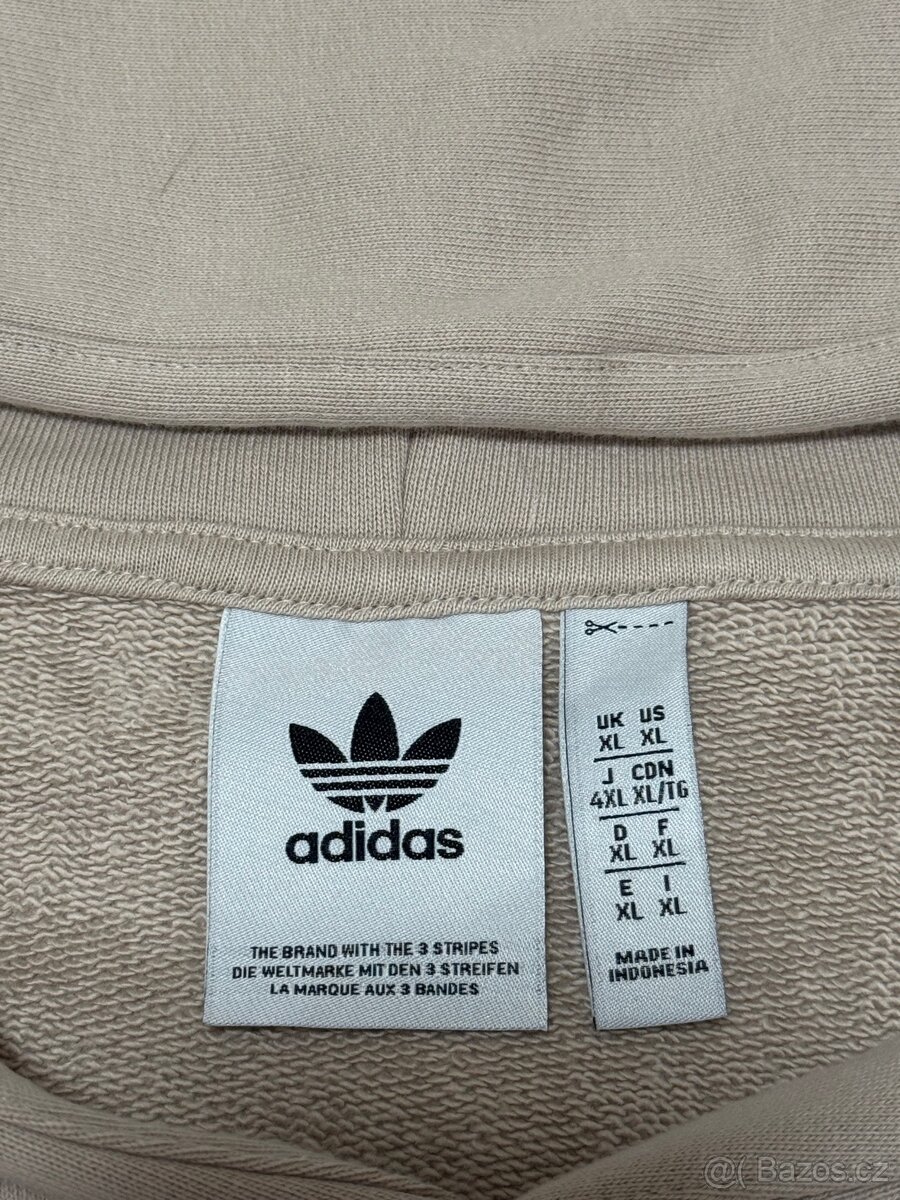 adidas
THE BRAND WITH THE 3 STRIPES
DIE WELTMARKE MIT DEN 3 STREIFEN
LA MARQUE AUX 3 BANDES
UK US
XL XL
J CDN
4XL XL/TG
D F
XL XL
E I
XL XL
MADE IN
INDONESIA
@( Bazos.cz